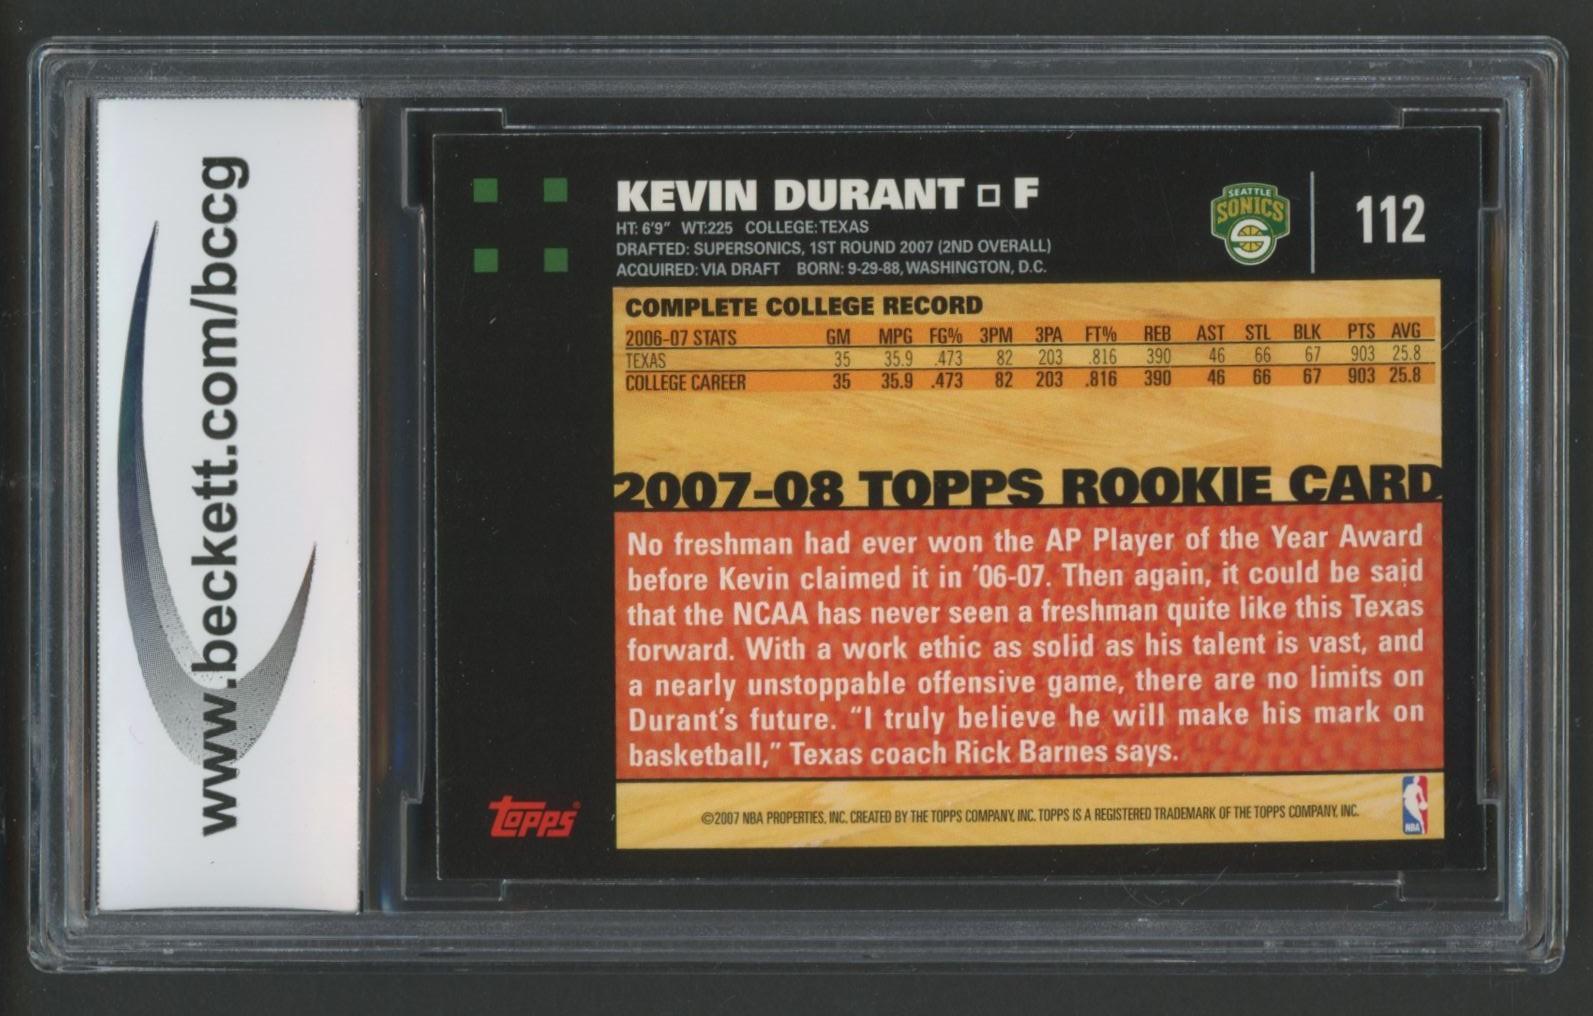 www.beckett.com/bccg
KEVIN DURANT □ F
HT: 6'9" WT:225 COLLEGE: TEXAS
DRAFTED: SUPERSONICS, 1ST ROUND 2007 (2ND OVERALL)
ACQUIRED: VIA DRAFT BORN: 9-29-88, WASHINGTON, D.C.
SEATTLE
SONICS
112
COMPLETE COLLEGE RECORD
2006-07 STATS GM MPG FG% 3PM 3PA FT% REB AST STL BLK PTS AVG
TEXAS 35 35.9 .473 82 203 .816 390 46 66 67 903 25.8
COLLEGE CAREER 35 35.9 .473 82 203 .816 390 46 66 67 903 25.8
2007-08 TOPPS ROOKIE CARD
No freshman had ever won the AP Player of the Year Award
before Kevin claimed it in '06-07. Then again, it could be said
that the NCAA has never seen a freshman quite like this Texas
forward. With a work ethic as solid as his talent is vast, and
a nearly unstoppable offensive game, there are no limits on
Durant's future. "I truly believe he will make his mark on
basketball," Texas coach Rick Barnes says.
Topps®
©2007 NBA PROPERTIES, INC. CREATED BY THE TOPPS COMPANY, INC. TOPPS IS A REGISTERED TRADEMARK OF THE TOPPS COMPANY, INC.
NBA